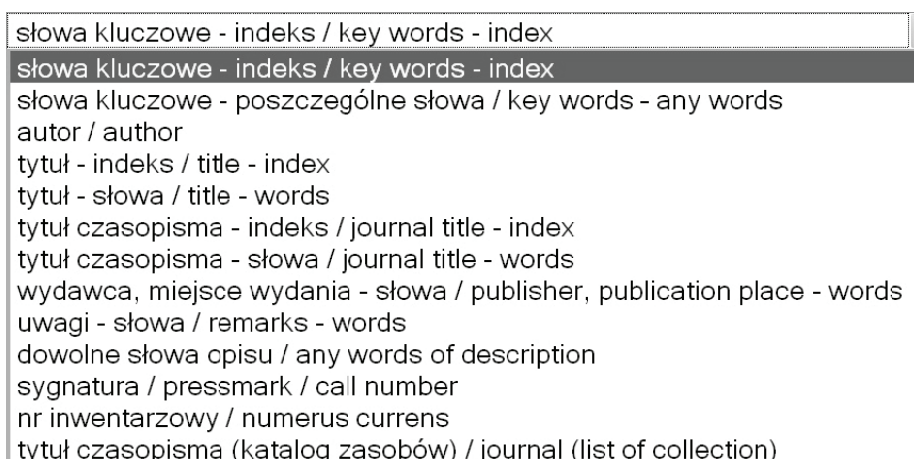 słowa kluczowe - indeks / key words - index
słowa kluczowe - indeks / key words - index
słowa kluczowe - poszczególne słowa / key words - any words
autor / author
tytuł - indeks / title - index
tytuł - słowa / title - words
tytuł czasopisma - indeks / journal title - index
tytuł czasopisma - słowa / journal title - words
wydawca, miejsce wydania - słowa / publisher, publication place - words
uwagi - słowa / remarks - words
dowolne słowa opisu / any words of description
sygnatura / pressmark / call number
nr inwentarzowy / numerus currens
tytuł czasopisma (katalog zasobów) / journal (list of collection)